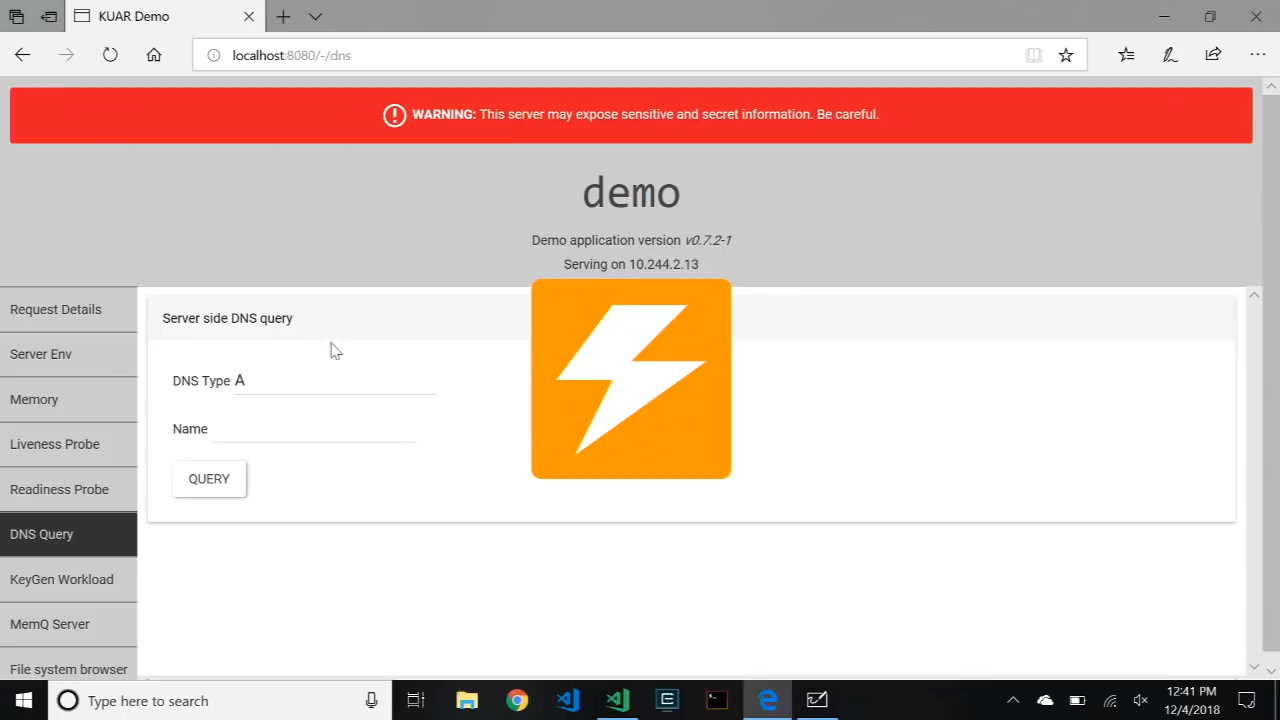 KUAR Demo
localhost:8080/-/dns
WARNING: This server may expose sensitive and secret information. Be careful.
demo
Demo application version v0.7.2-1
Serving on 10.244.2.13
Request Details
Server Env
Memory
Liveness Probe
Readiness Probe
DNS Query
KeyGen Workload
MemQ Server
File system browser
Server side DNS query
DNS Type A
Name
QUERY
Type here to search
12:41 PM
12/4/2018